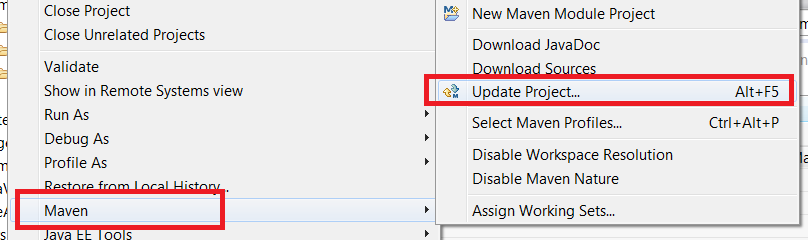 Close Project
Close Unrelated Projects
Validate
Show in Remote Systems view
Run As
Debug As
Profile As
Restore from Local History...
Maven
Java EE Tools
New Maven Module Project
Download JavaDoc
Download Sources
Update Project... Alt+F5
Select Maven Profiles... Ctrl+Alt+P
Disable Workspace Resolution
Disable Maven Nature
Assign Working Sets...